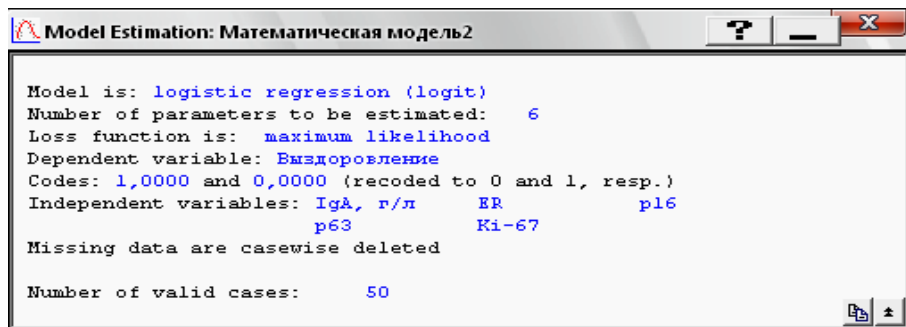 Model Estimation: Математическая модель2
Model is: logistic regression (logit)
Number of parameters to be estimated: 6
Loss function is: maximum likelihood
Dependent variable: Выздоровление
Codes: 1,0000 and 0,0000 (recoded to 0 and 1, resp.)
Independent variables: IgA, г/л ER p16
p63 Ki-67
Missing data are casewise deleted
Number of valid cases: 50